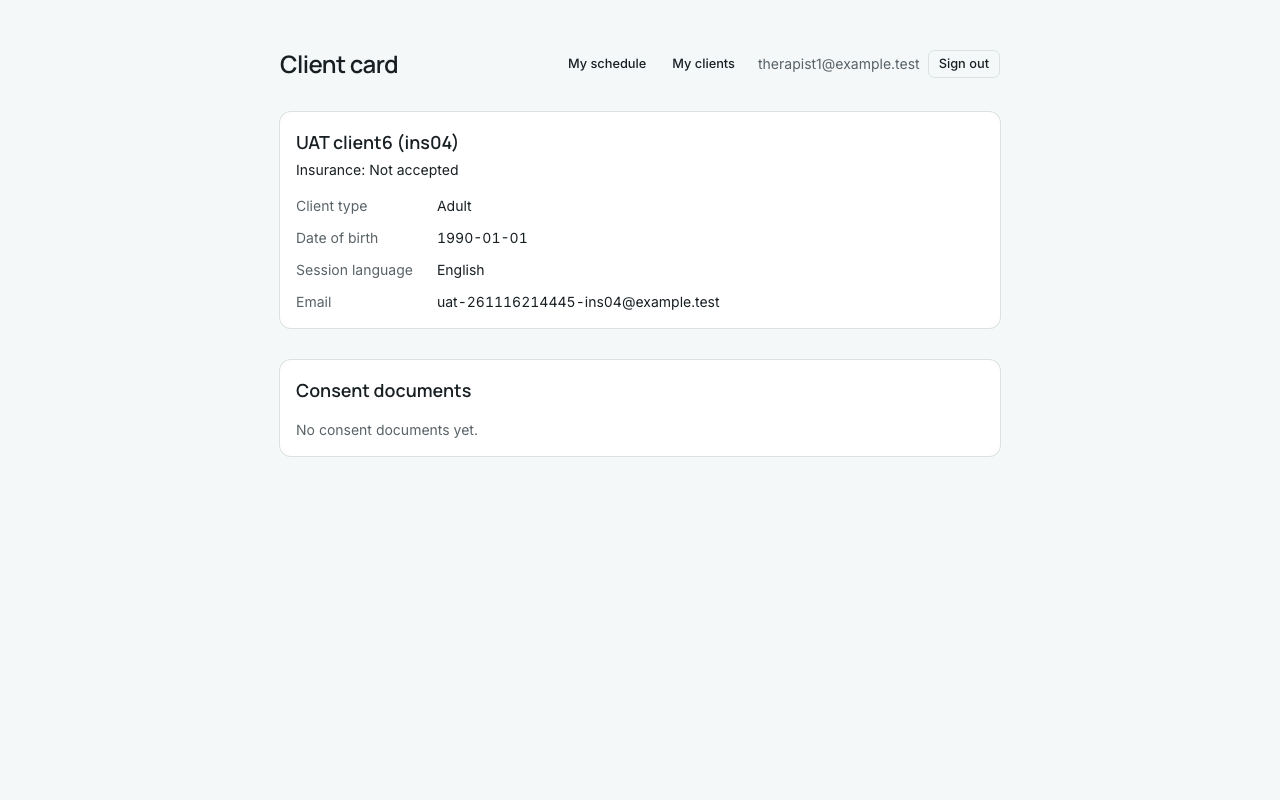 Client card
My schedule My clients therapist1@example.test Sign out
UAT client6 (ins04)
Insurance: Not accepted
Client type Adult
Date of birth 1990-01-01
Session language English
Email uat-261116214445-ins04@example.test
Consent documents
No consent documents yet.